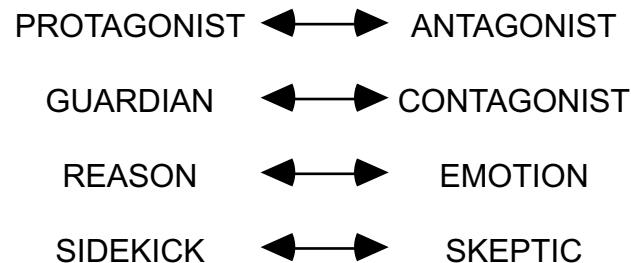 PROTAGONIST ANTAGONIST
GUARDIAN CONTAGONIST
REASON EMOTION
SIDEKICK SKEPTIC